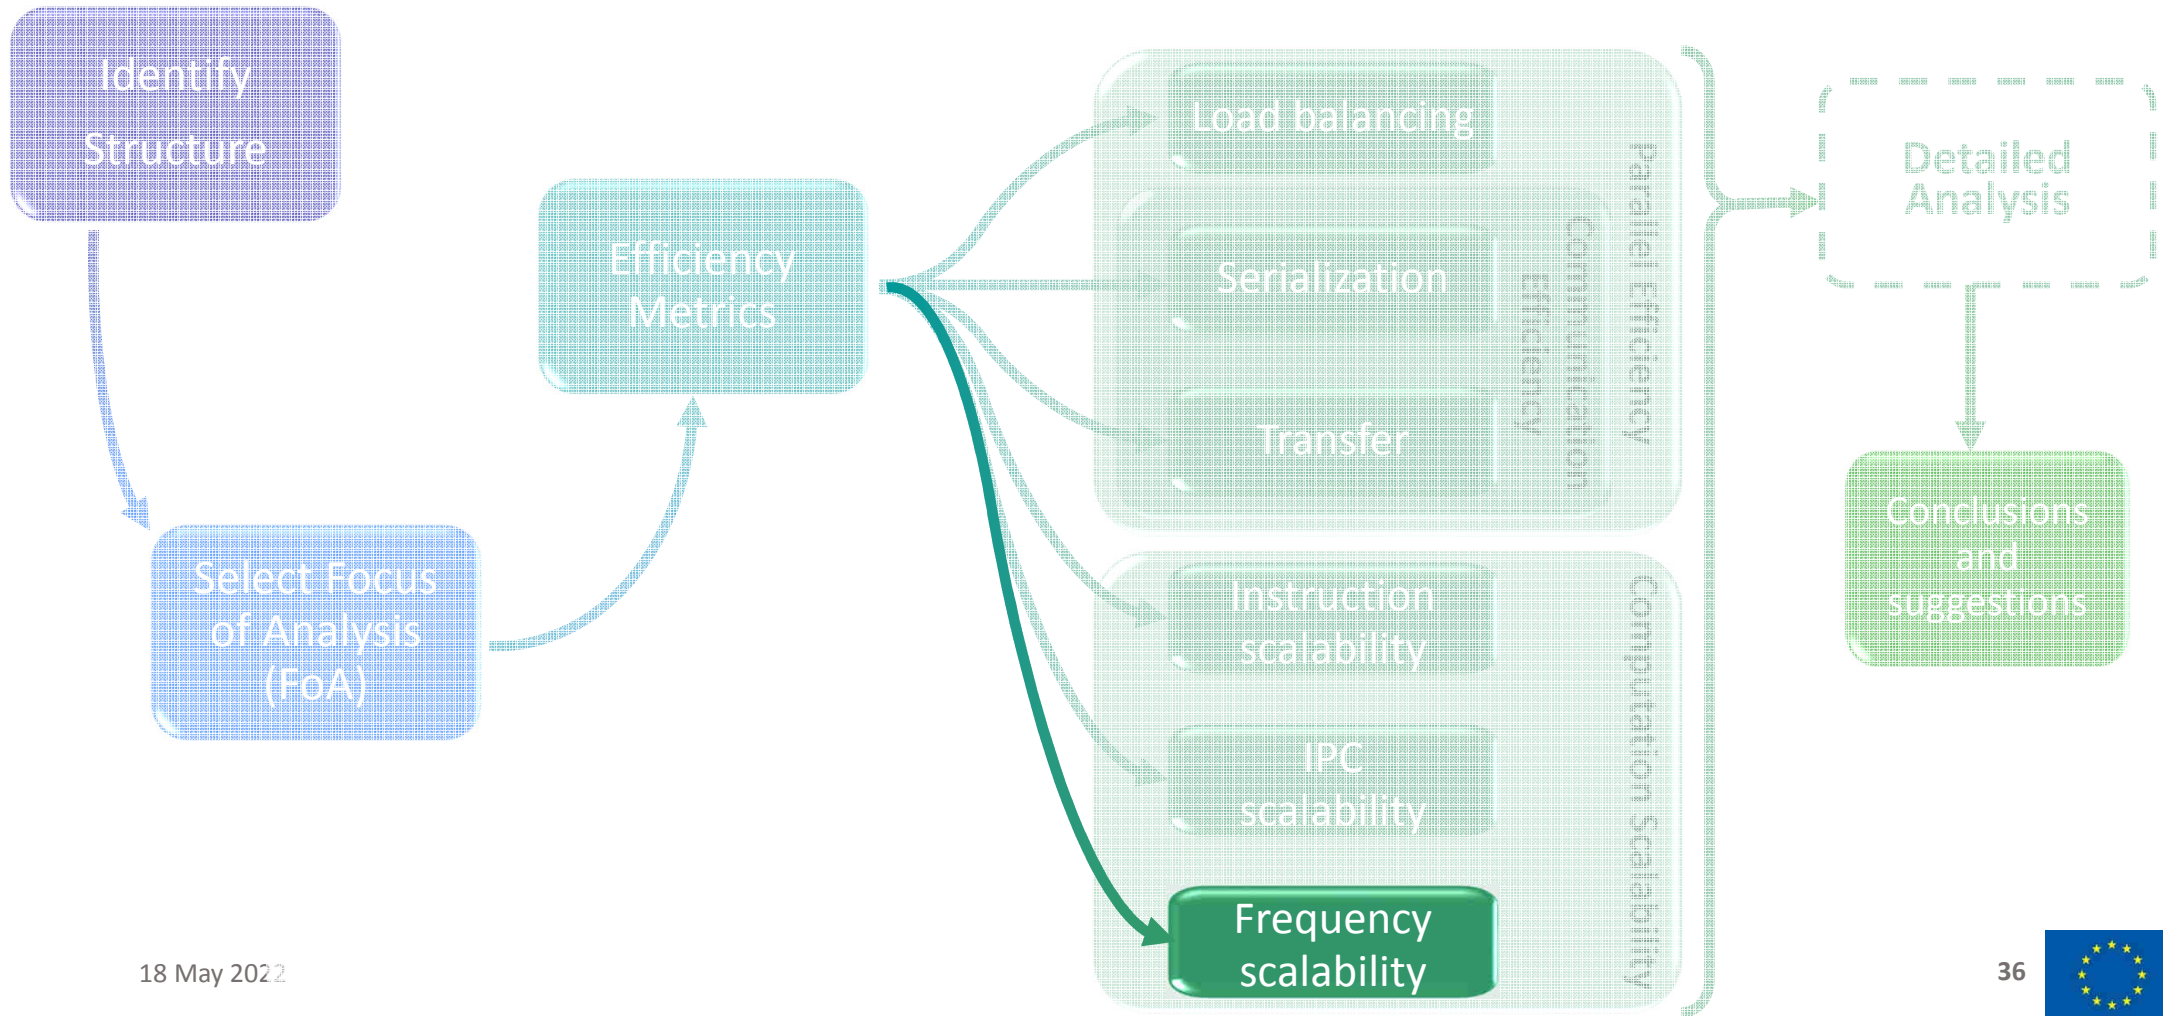 Identify
Structure
Select Focus
of Analysis
(FoA)
Efficiency
Metrics
Load balancing
Serialization
Transfer
Communication
Efficiency
Parallel Efficiency
Instruction
scalability
IPC
scalability
Frequency
scalability
Computation Scalability
Detailed
Analysis
Conclusions
and
suggestions
18 May 2022
36